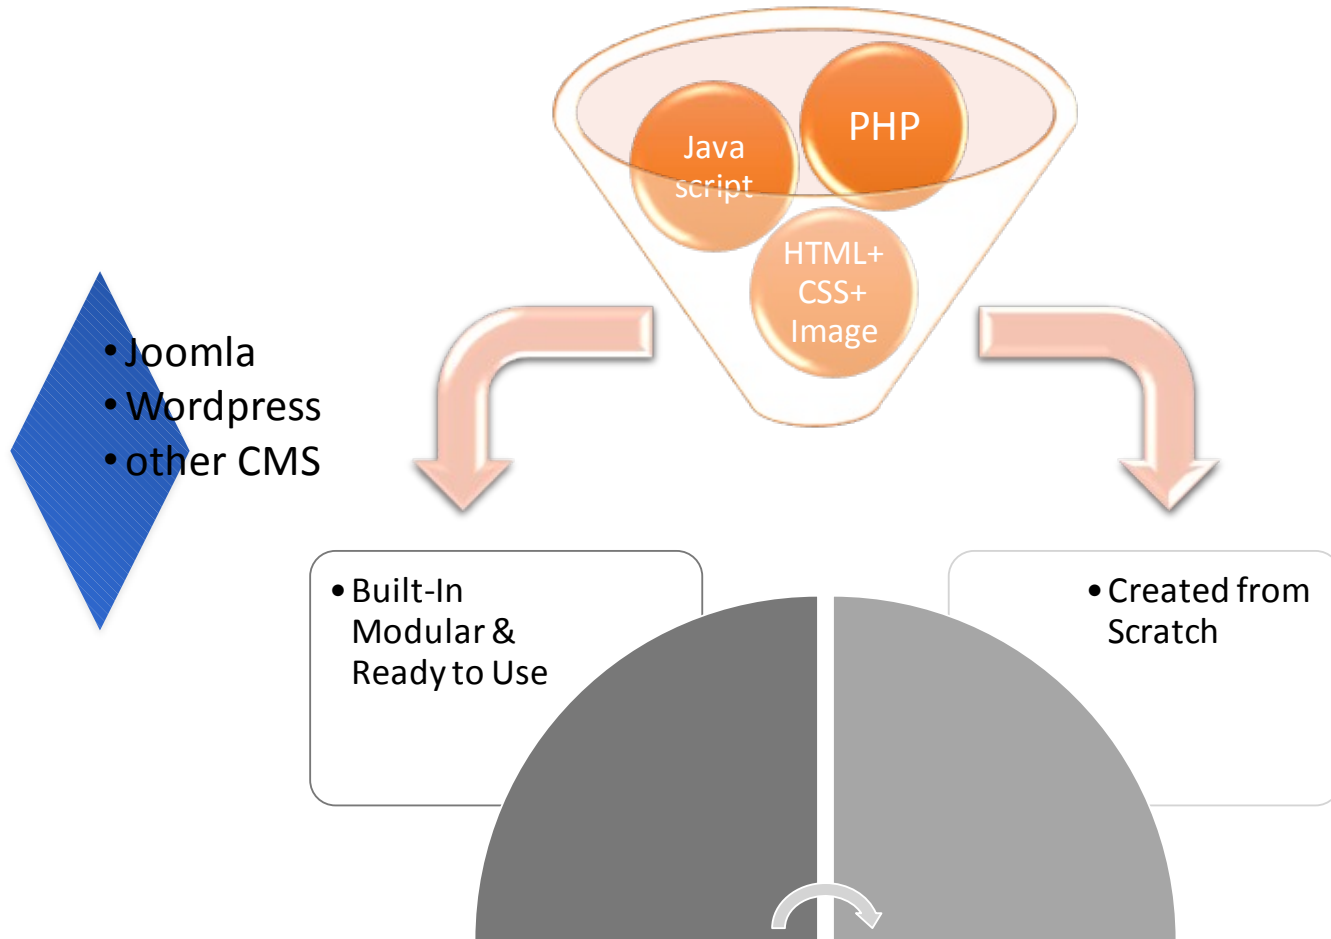 PHP
Java
script
HTML+
CSS+
Image
• Joomla
• Wordpress
• other CMS
• Built-In
Modular &
Ready to Use
• Created from
Scratch